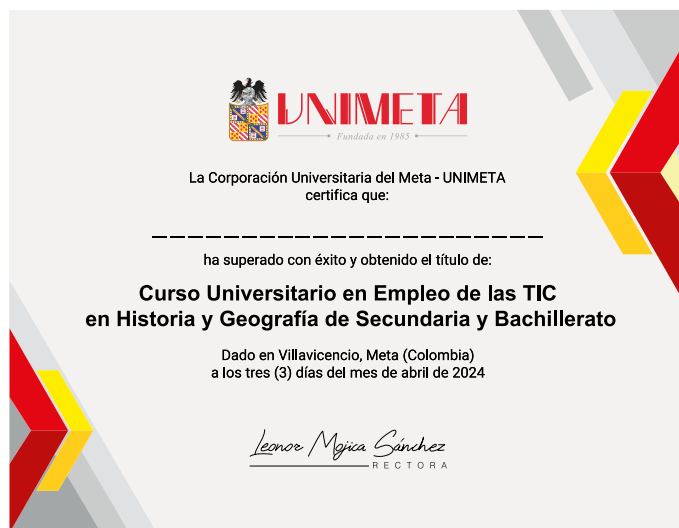 UNIMETA
Fundada en 1985
La Corporación Universitaria del Meta - UNIMETA
certifica que:
ha superado con éxito y obtenido el título de:
Curso Universitario en Empleo de las TIC
en Historia y Geografía de Secundaria y Bachillerato
Dado en Villavicencio, Meta (Colombia)
a los tres (3) días del mes de abril de 2024
Leonor Mojica Sánchez
RECTORA